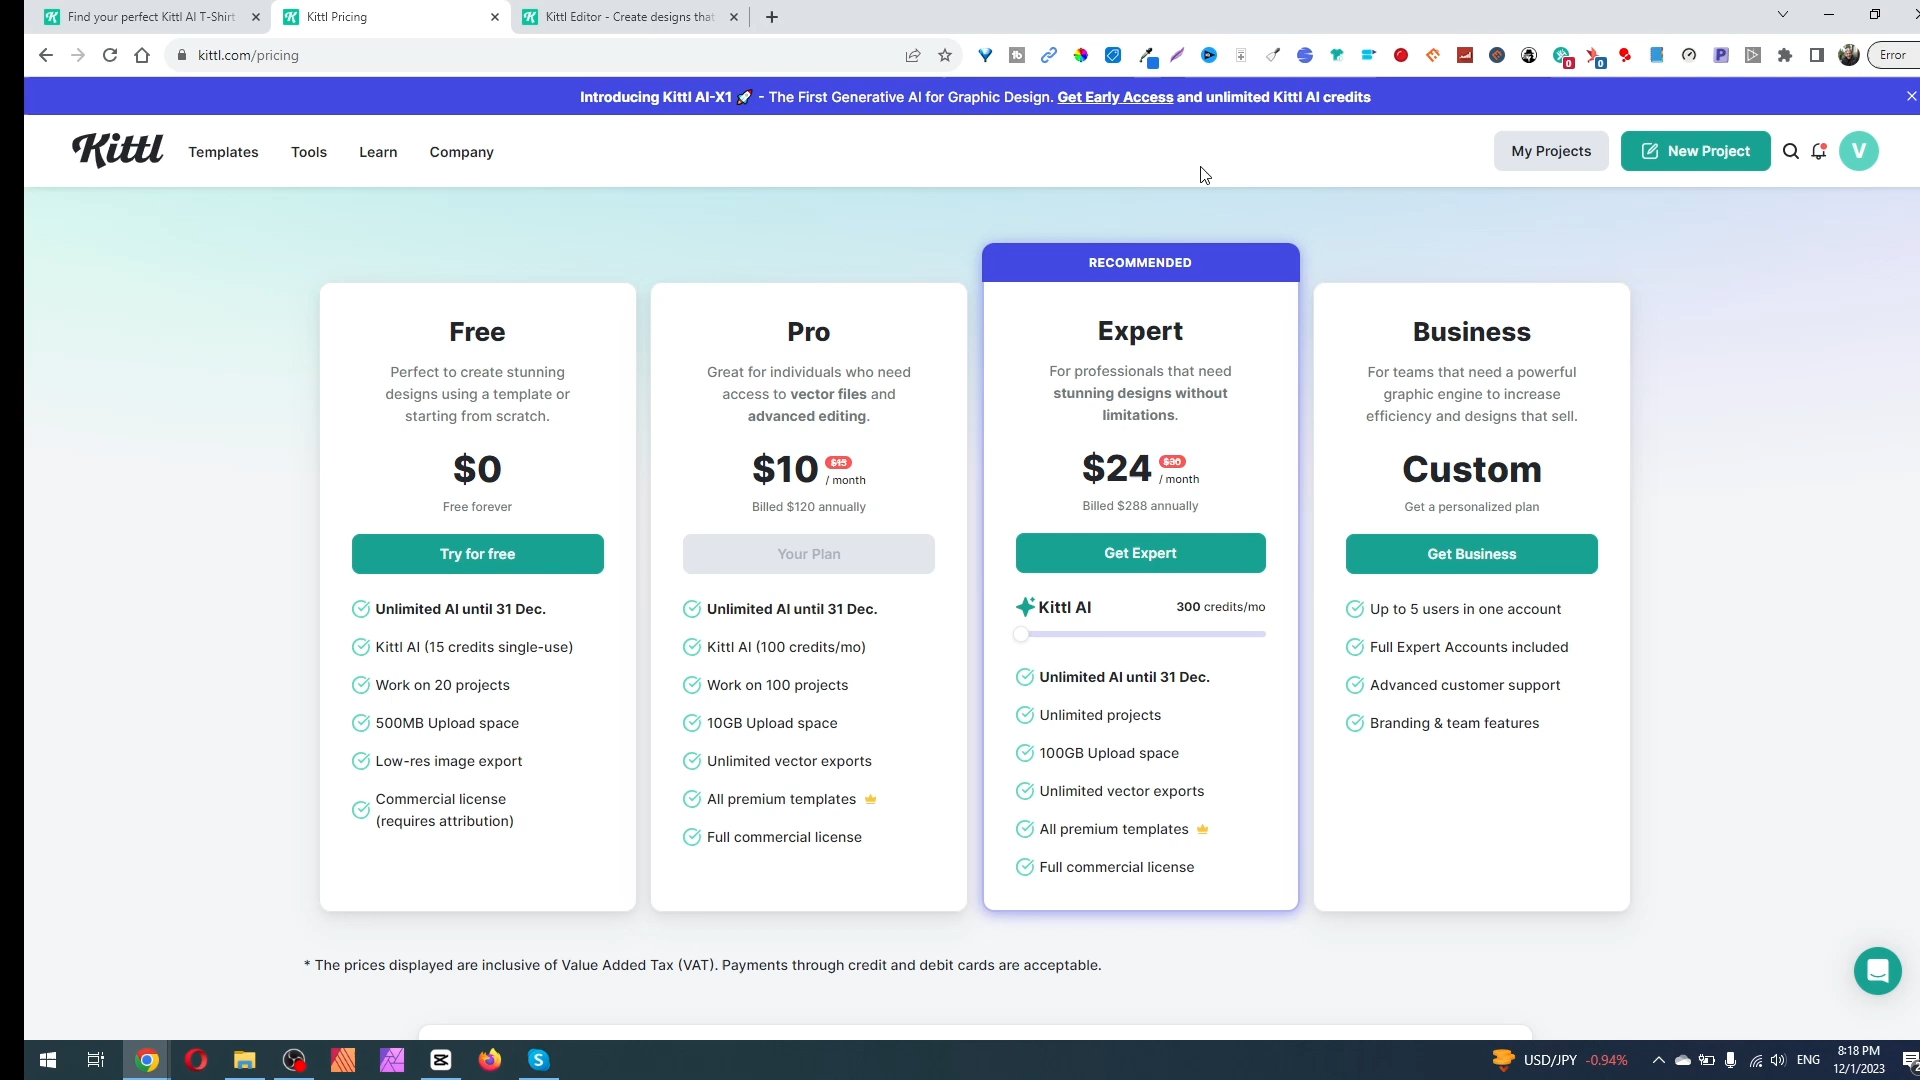 Find your perfect Kittl AI T-Shirt
Kittl Pricing
Kittl Editor - Create designs that
kittl.com/pricing
Error
Introducing Kittl AI-X1 🚀 - The First Generative AI for Graphic Design. Get Early Access and unlimited Kittl AI credits
Kittl
Templates
Tools
Learn
Company
My Projects
New Project
V
RECOMMENDED
Free
Perfect to create stunning
designs using a template or
starting from scratch.
$0
Free forever
Try for free
Unlimited AI until 31 Dec.
Kittl AI (15 credits single-use)
Work on 20 projects
500MB Upload space
Low-res image export
Commercial license
(requires attribution)
Pro
Great for individuals who need
access to vector files and
advanced editing.
$10 $13
/ month
Billed $120 annually
Your Plan
Unlimited AI until 31 Dec.
Kittl AI (100 credits/mo)
Work on 100 projects
10GB Upload space
Unlimited vector exports
All premium templates
Full commercial license
Expert
For professionals that need
stunning designs without
limitations.
$24 $30
/ month
Billed $288 annually
Get Expert
Kittl AI 300 credits/mo
Unlimited AI until 31 Dec.
Unlimited projects
100GB Upload space
Unlimited vector exports
All premium templates
Full commercial license
Business
For teams that need a powerful
graphic engine to increase
efficiency and designs that sell.
Custom
Get a personalized plan
Get Business
Up to 5 users in one account
Full Expert Accounts included
Advanced customer support
Branding & team features
* The prices displayed are inclusive of Value Added Tax (VAT). Payments through credit and debit cards are acceptable.
USD/JPY -0.94%
ENG
8:18 PM
12/1/2023